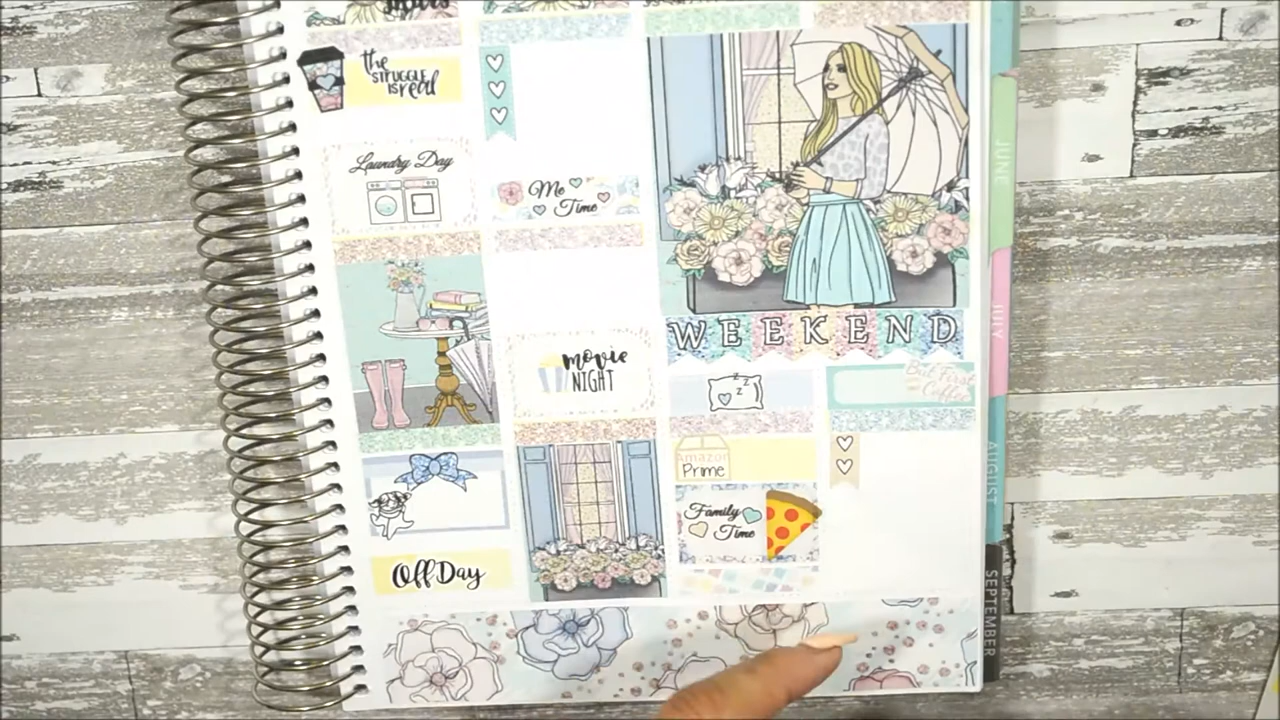 the
STRUGGLE
IS Real
Laundry Day
Me
Time
WEEKEND
movie
NIGHT
z z z
But First
Coffee
Amazon
Prime
Family
Time
Off Day
JUNE
JULY
AUGUST
SEPTEMBER